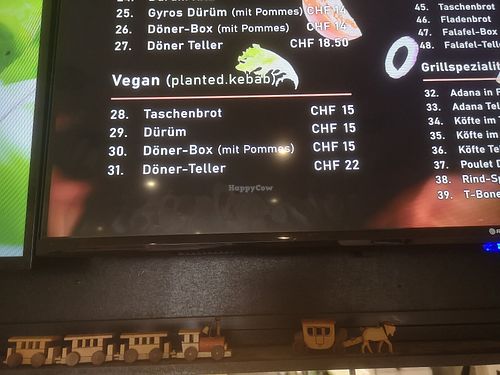 25. Gyros Dürüm (mit Pommes) CHF 14
26. Döner-Box (mit Pommes) CHF 14
27. Döner Teller CHF 18.50
Vegan (planted.kebab)
28. Taschenbrot CHF 15
29. Dürüm CHF 15
30. Döner-Box (mit Pommes) CHF 15
31. Döner-Teller CHF 22
45. Taschenbrot
46. Fladenbrot
47. Falafel-Box
48. Falafel-Tel
Grillspezialit
32. Adana in F
33. Adana Tel
34. Köfte im
35. Köfte im
36. Köfte Te
37. Poulet D
38. Rind-Sp
39. T-Bone
HappyCow